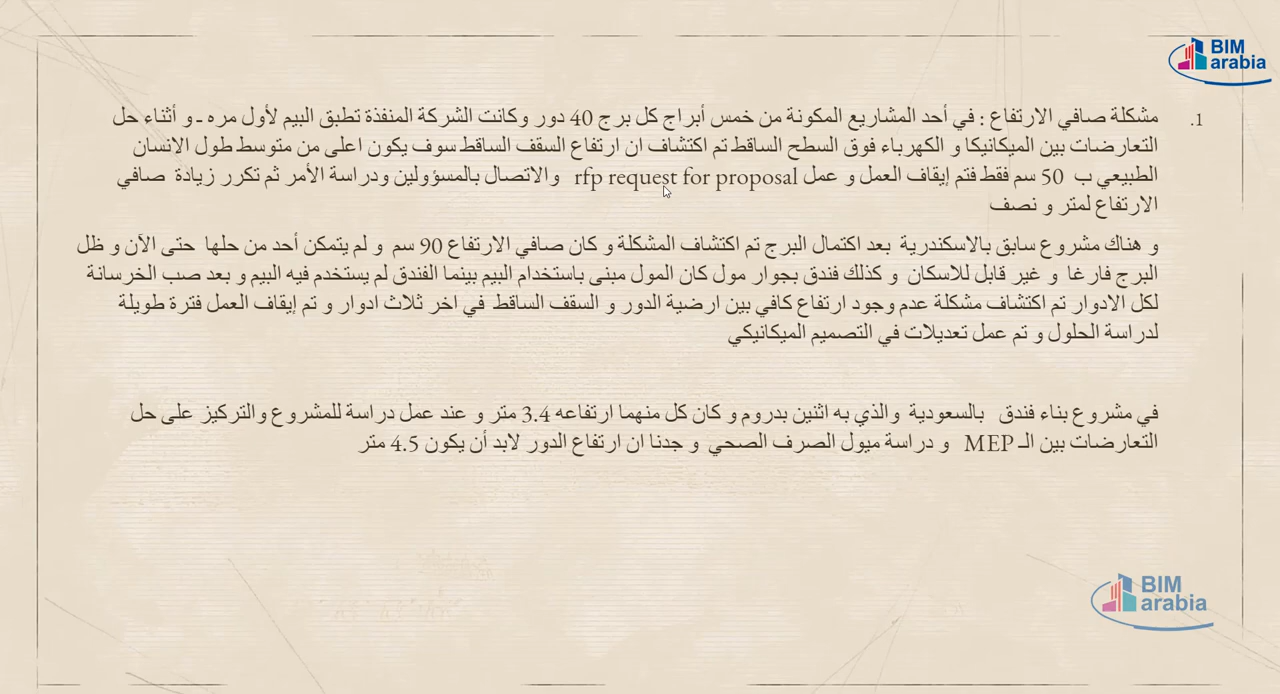 BIM
arabia
1. مشكلة صافي الارتفاع : في أحد المشاريع المكونة من خمس أبراج كل برج 40 دور وكانت الشركة المنفذة تطبق البيم لأول مره ـ و أثناء حل
التعارضات بين الميكانيكا و الكهرباء فوق السطح الساقط تم اكتشاف ان ارتفاع السقف الساقط سوف يكون اعلى من متوسط طول الانسان
الطبيعي ب 50 سم فقط فتم إيقاف العمل و عمل rfp request for proposal والاتصال بالمسؤولين ودراسة الأمر ثم تكرر زيادة صافي
الارتفاع لمتر و نصف
و هناك مشروع سابق بالاسكندرية بعد اكتمال البرج تم اكتشاف المشكلة و كان صافي الارتفاع 90 سم و لم يتمكن أحد من حلها حتى الآن و ظل
البرج فارغا و غير قابل للاسكان و كذلك فندق بجوار مول كان المول مبنى باستخدام البيم بينما الفندق لم يستخدم فيه البيم و بعد صب الخرسانة
لكل الادوار تم اكتشاف مشكلة عدم وجود ارتفاع كافي بين ارضية الدور و السقف الساقط في اخر ثلاث ادوار و تم إيقاف العمل فترة طويلة
لدراسة الحلول و تم عمل تعديلات في التصميم الميكانيكي
في مشروع بناء فندق بالسعودية والذي به اثنين بدروم و كان كل منهما ارتفاعه 3.4 متر و عند عمل دراسة للمشروع والتركيز على حل
التعارضات بين الـ MEP و دراسة ميول الصرف الصحي و جدنا ان ارتفاع الدور لابد أن يكون 4.5 متر
BIM
arabia